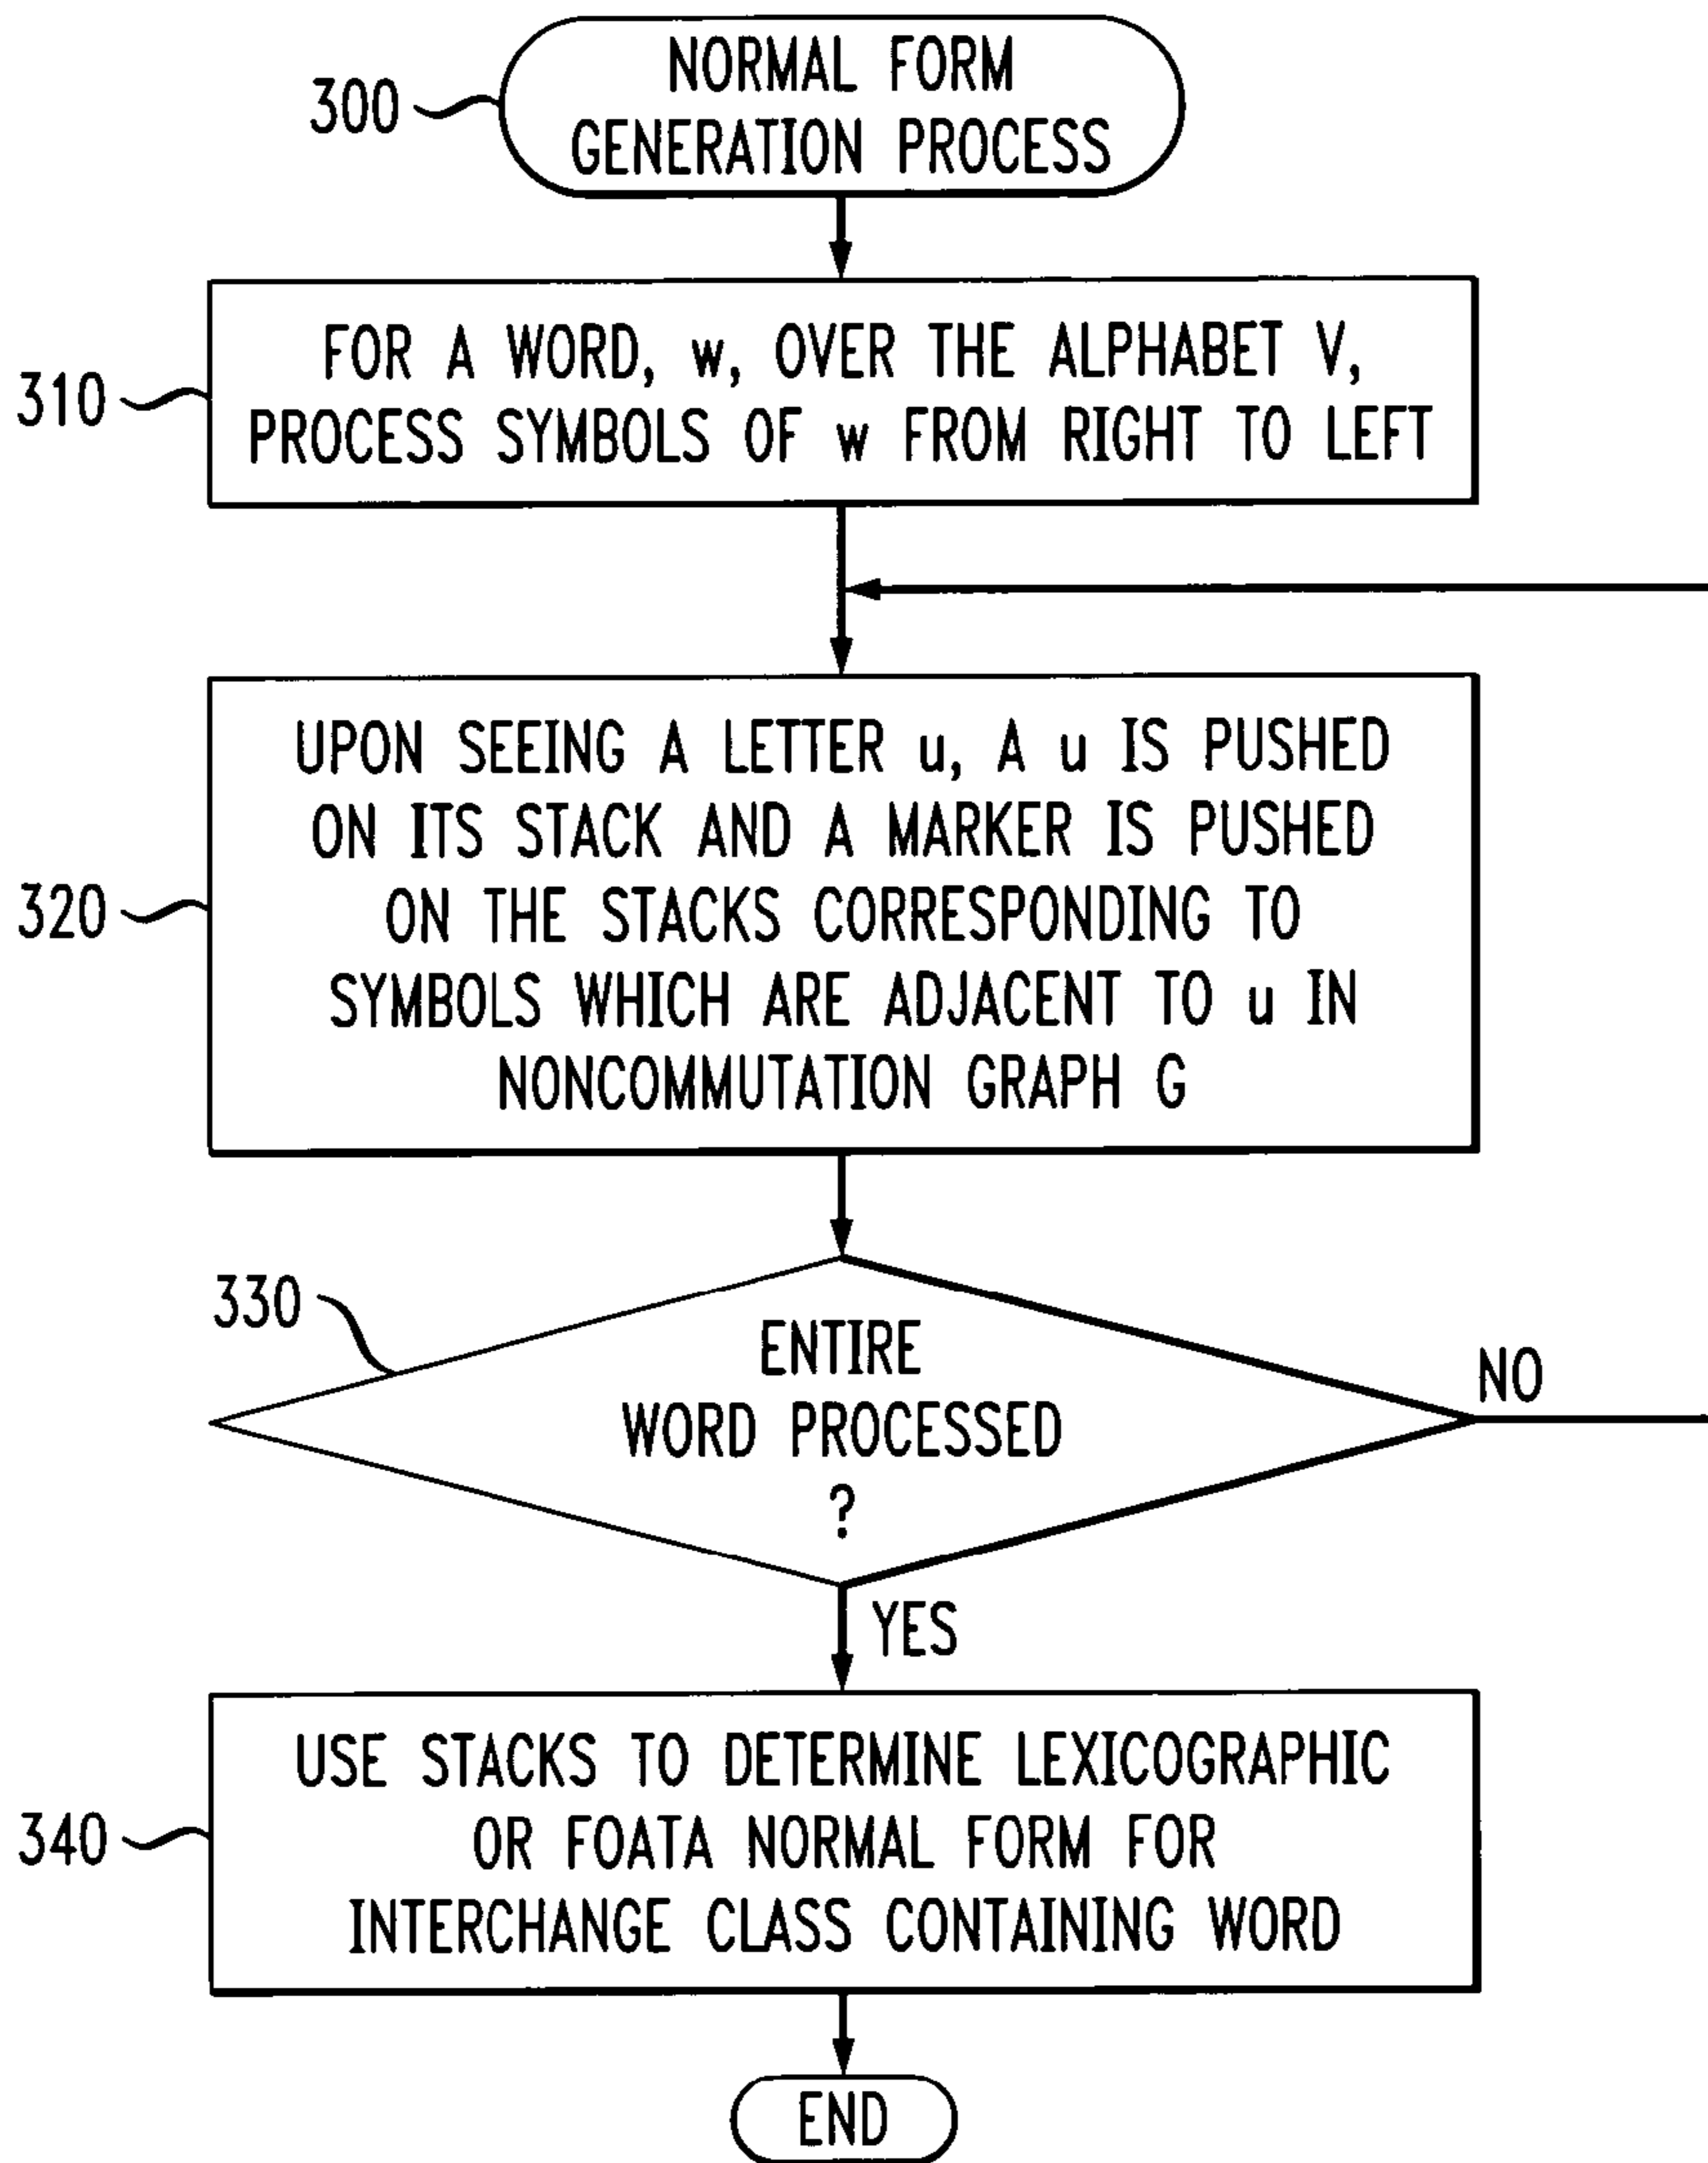 300
NORMAL FORM
GENERATION PROCESS
310
FOR A WORD, w, OVER THE ALPHABET V,
PROCESS SYMBOLS OF w FROM RIGHT TO LEFT
320
UPON SEEING A LETTER u, A u IS PUSHED
ON ITS STACK AND A MARKER IS PUSHED
ON THE STACKS CORRESPONDING TO
SYMBOLS WHICH ARE ADJACENT TO u IN
NONCOMMUTATION GRAPH G
330
ENTIRE
WORD PROCESSED
?
NO
YES
340
USE STACKS TO DETERMINE LEXICOGRAPHIC
OR FOATA NORMAL FORM FOR
INTERCHANGE CLASS CONTAINING WORD
END